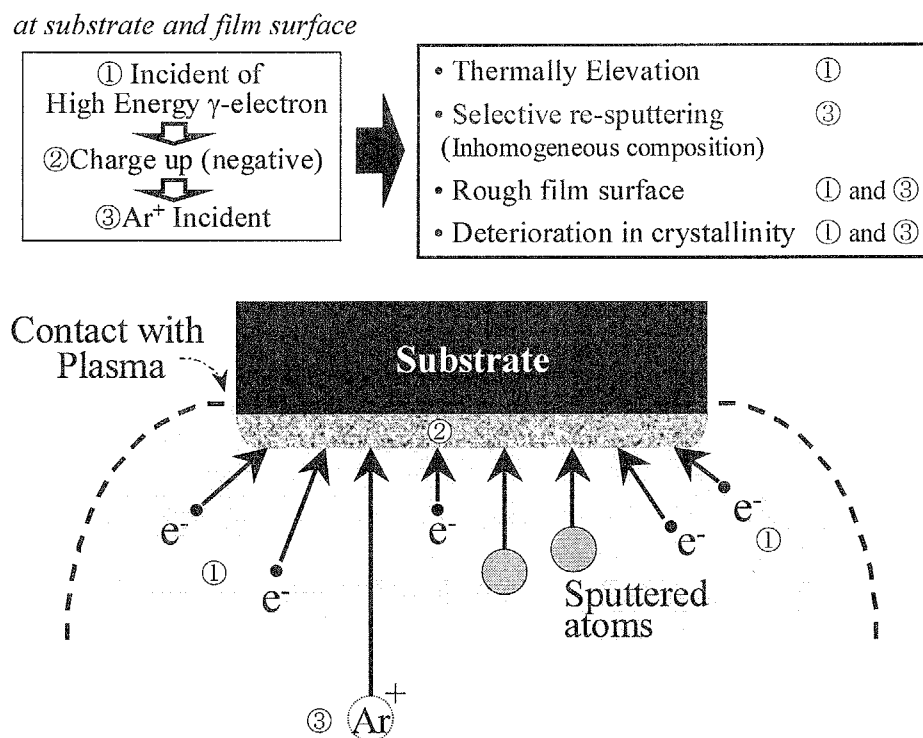 at substrate and film surface
① Incident of
High Energy γ-electron
②Charge up (negative)
③Ar⁺ Incident
• Thermally Elevation ①
• Selective re-sputtering ③
(Inhomogeneous composition)
• Rough film surface ① and ③
• Deterioration in crystallinity ① and ③
Contact with
Plasma
Substrate
②
e⁻
①
e⁻
e⁻
e⁻
e⁻
①
Sputtered
atoms
③ Ar⁺